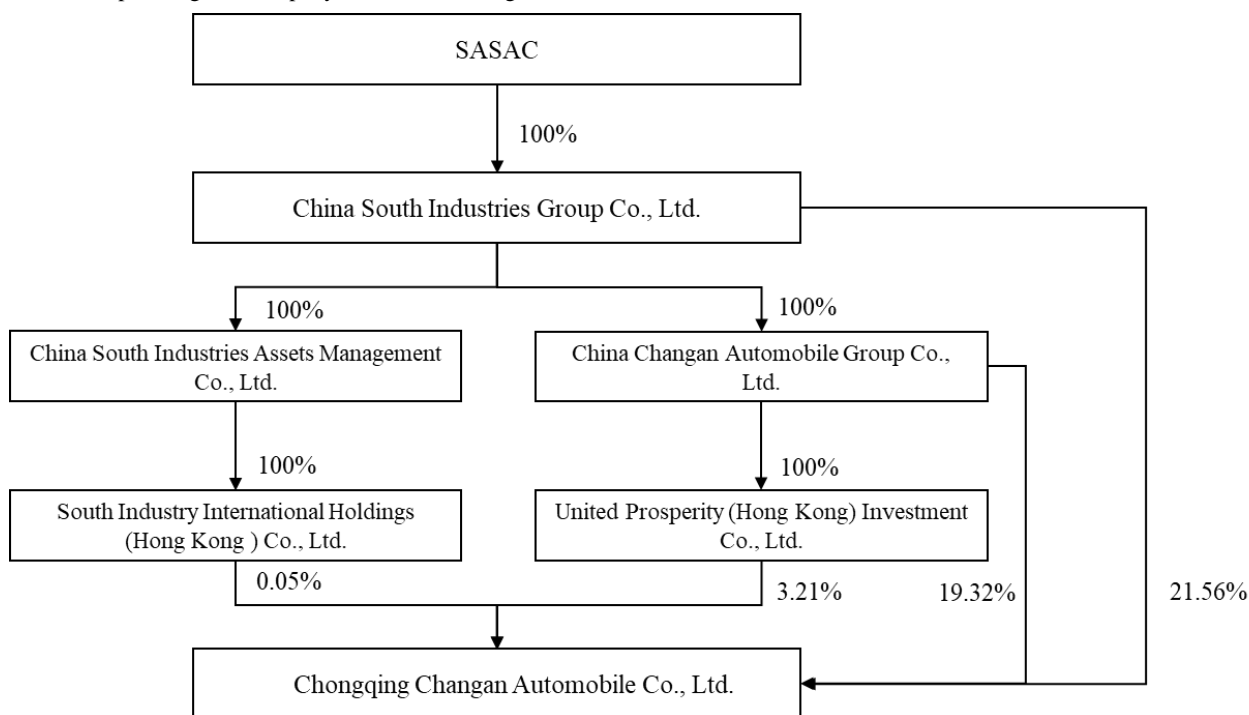 SASAC
100%
China South Industries Group Co., Ltd.
100%
100%
China South Industries Assets Management
Co., Ltd.
China Changan Automobile Group Co.,
Ltd.
100%
100%
South Industry International Holdings
(Hong Kong ) Co., Ltd.
United Prosperity (Hong Kong) Investment
Co., Ltd.
0.05%
3.21%
19.32%
21.56%
Chongqing Changan Automobile Co., Ltd.